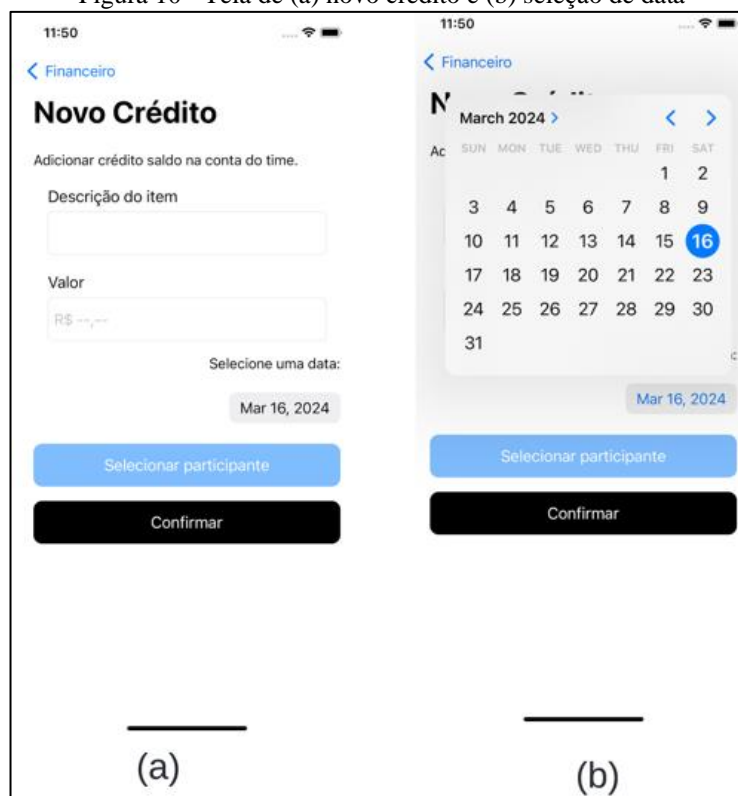 Figura 16 - Tela de (a) novo crédito e (b) seleção de data
11:50
Financeiro
Novo Crédito
Adicionar crédito saldo na conta do time.
Descrição do item
Valor
R$ --,--
Selecione uma data:
Mar 16, 2024
Selecionar participante
Confirmar
(a)
11:50
Financeiro
March 2024
SUN MON TUE WED THU FRI SAT
1 2
3 4 5 6 7 8 9
10 11 12 13 14 15 16
17 18 19 20 21 22 23
24 25 26 27 28 29 30
31
Mar 16, 2024
Selecionar participante
Confirmar
(b)